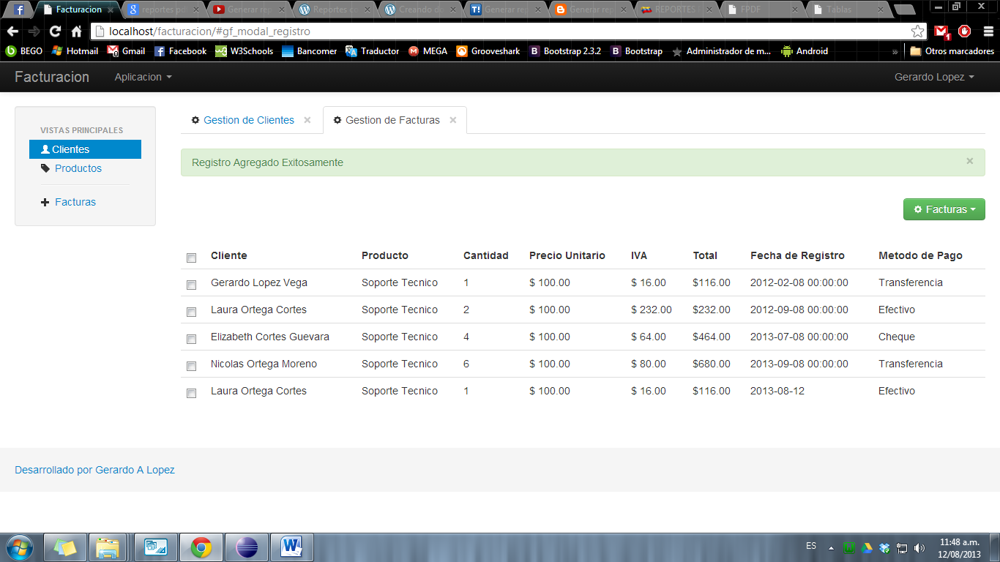 Facturacion
reportes pd
Generar rep
Reportes co
Creando d
Generar re
Generar rep
REPORTES
FPDF
Tablas
localhost/facturacion/#gf_modal_registro
1
BEGO Hotmail Gmail Facebook W3Schools Bancomer Traductor MEGA Grooveshark Bootstrap 2.3.2 Bootstrap Administrador de m... Android » Otros marcadores
Facturacion Aplicacion Gerardo Lopez
VISTAS PRINCIPALES
Clientes
Productos
Facturas
Gestion de Clientes × Gestion de Facturas ×
Registro Agregado Exitosamente ×
Facturas
Cliente Producto Cantidad Precio Unitario IVA Total Fecha de Registro Metodo de Pago
Gerardo Lopez Vega Soporte Tecnico 1 $ 100.00 $ 16.00 $116.00 2012-02-08 00:00:00 Transferencia
Laura Ortega Cortes Soporte Tecnico 2 $ 100.00 $ 232.00 $232.00 2012-09-08 00:00:00 Efectivo
Elizabeth Cortes Guevara Soporte Tecnico 4 $ 100.00 $ 64.00 $464.00 2013-07-08 00:00:00 Cheque
Nicolas Ortega Moreno Soporte Tecnico 6 $ 100.00 $ 80.00 $680.00 2013-09-08 00:00:00 Transferencia
Laura Ortega Cortes Soporte Tecnico 1 $ 100.00 $ 16.00 $116.00 2013-08-12 Efectivo
Desarrollado por Gerardo A Lopez
ES
11:48 a.m.
12/08/2013